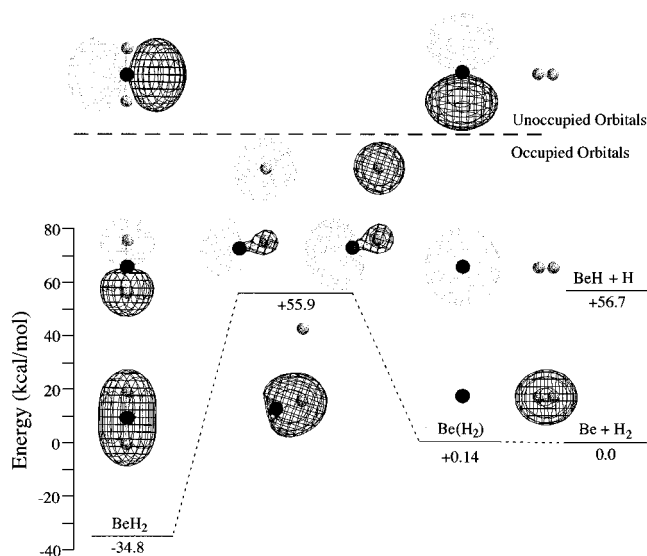 Unoccupied Orbitals
Occupied Orbitals
Energy (kcal/mol)
80
60
40
20
0
-20
-40
BeH2
-34.8
+55.9
Be(H2)
+0.14
BeH + H
+56.7
Be + H2
0.0